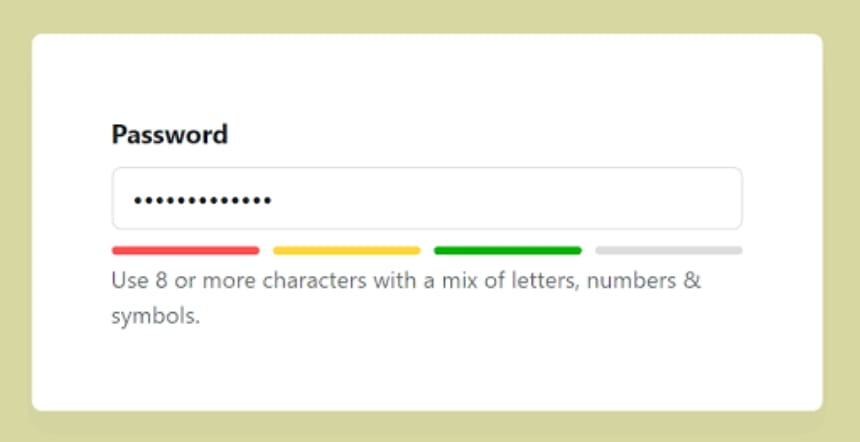 Password
•••••••••••••
Use 8 or more characters with a mix of letters, numbers &
symbols.